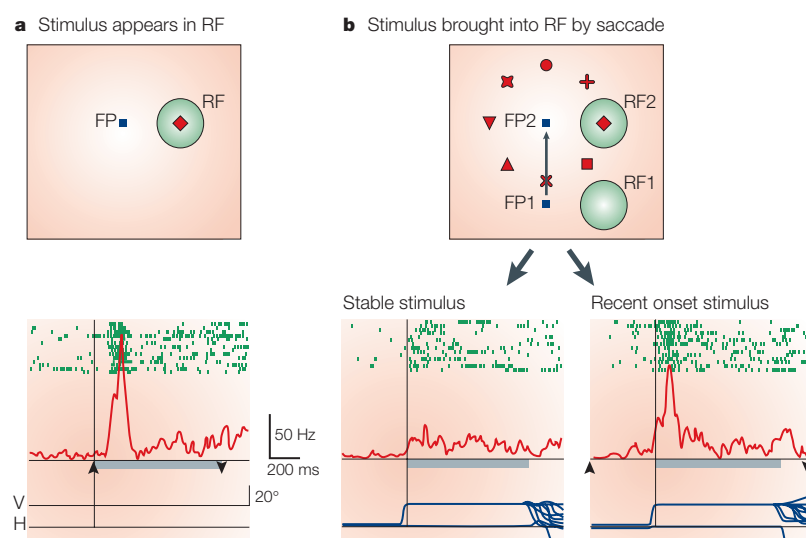 a Stimulus appears in RF
b Stimulus brought into RF by saccade
FP
RF
FP2
RF2
FP1
RF1
Stable stimulus
Recent onset stimulus
50 Hz
200 ms
20°
V
H